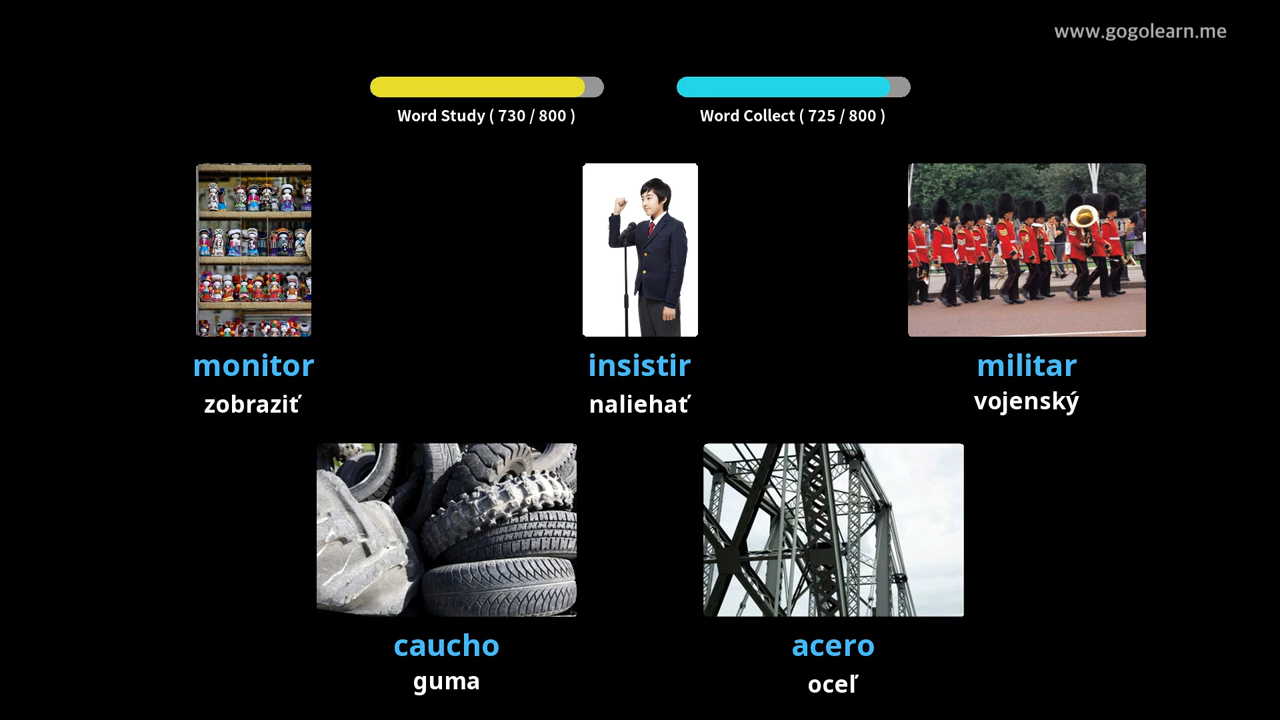 www.gogolearn.me
Word Study ( 730 / 800 )
Word Collect ( 725 / 800 )
monitor
zobraziť
insistir
naliehať
militar
vojenský
caucho
guma
acero
oceľ